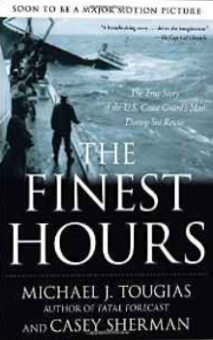 SOON TO BE A MAJOR MOTION PICTURE
The True Story
of the U.S. Coast Guard's Most
Daring Sea Rescue
THE
FINEST
HOURS
MICHAEL J. TOUGIAS
AUTHOR OF FATAL FORECAST
AND CASEY SHERMAN